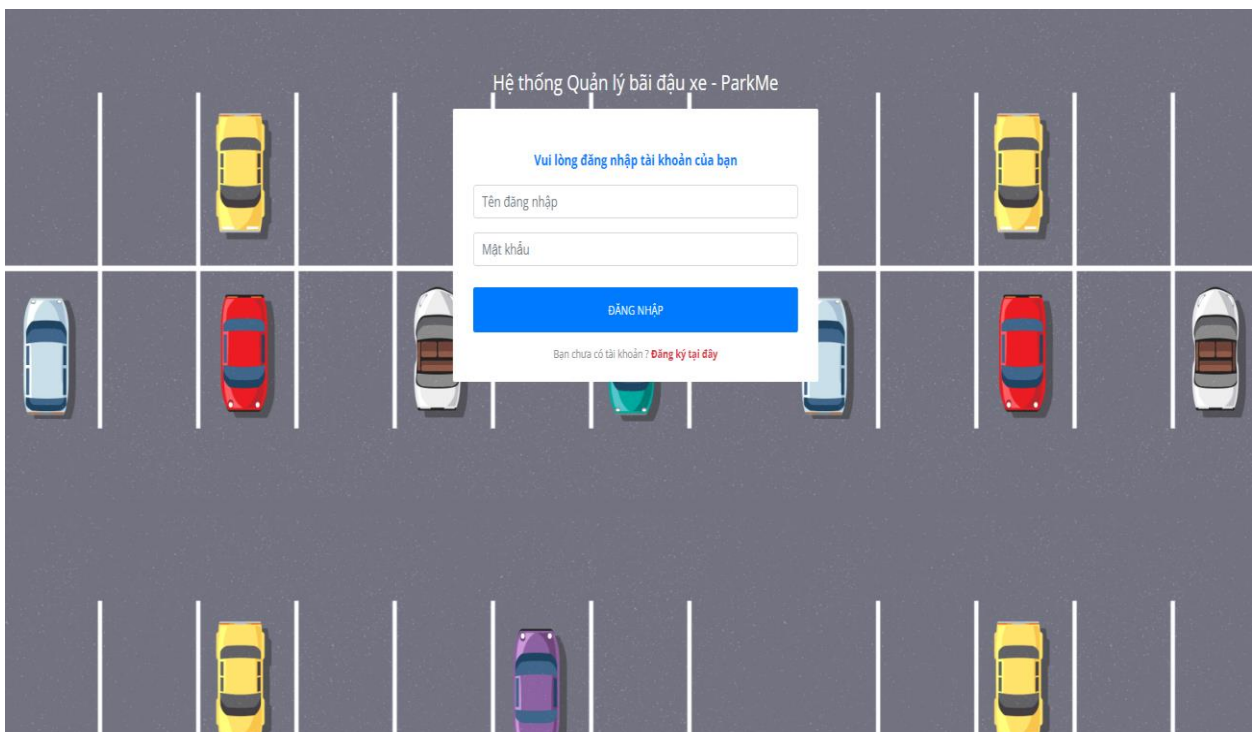 Hệ thống Quản lý bãi đậu xe - ParkMe
Vui lòng đăng nhập tài khoản của bạn
Tên đăng nhập
Mật khẩu
ĐĂNG NHẬP
Bạn chưa có tài khoản ? Đăng ký tại đây